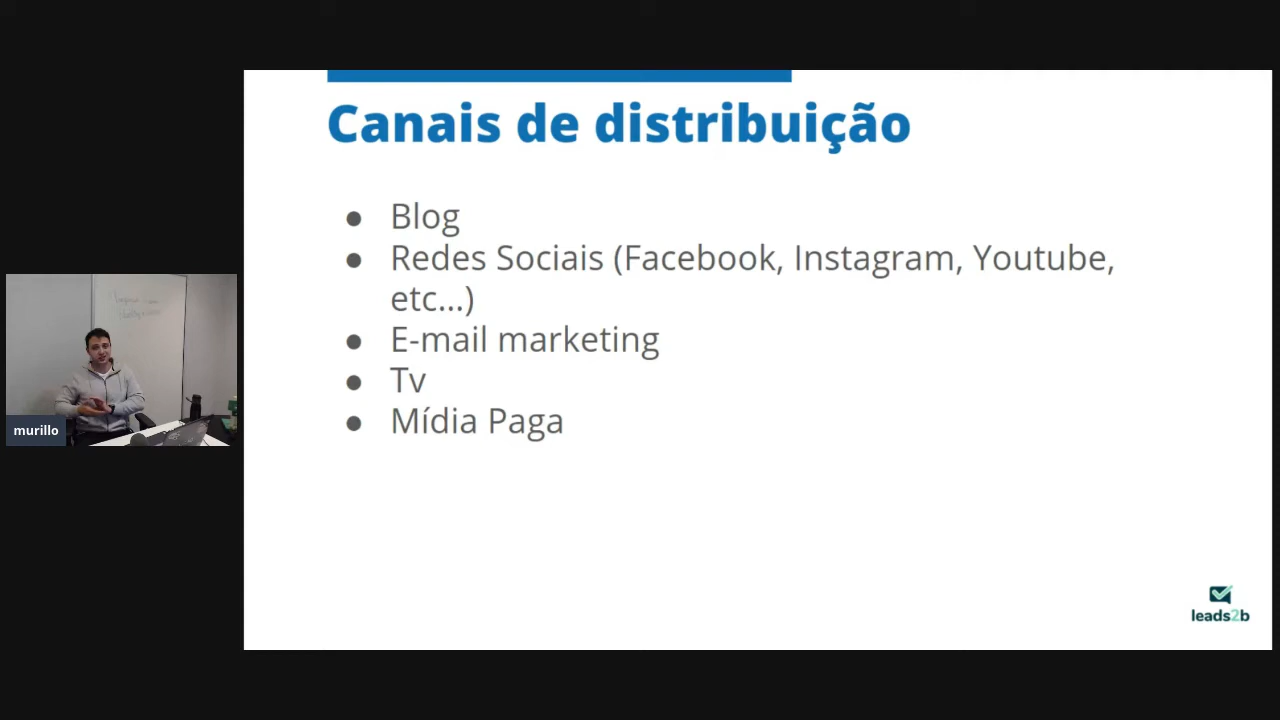 Canais de distribuição
● Blog
● Redes Sociais (Facebook, Instagram, Youtube,
etc...)
● E-mail marketing
● Tv
● Mídia Paga
murillo
leads2b